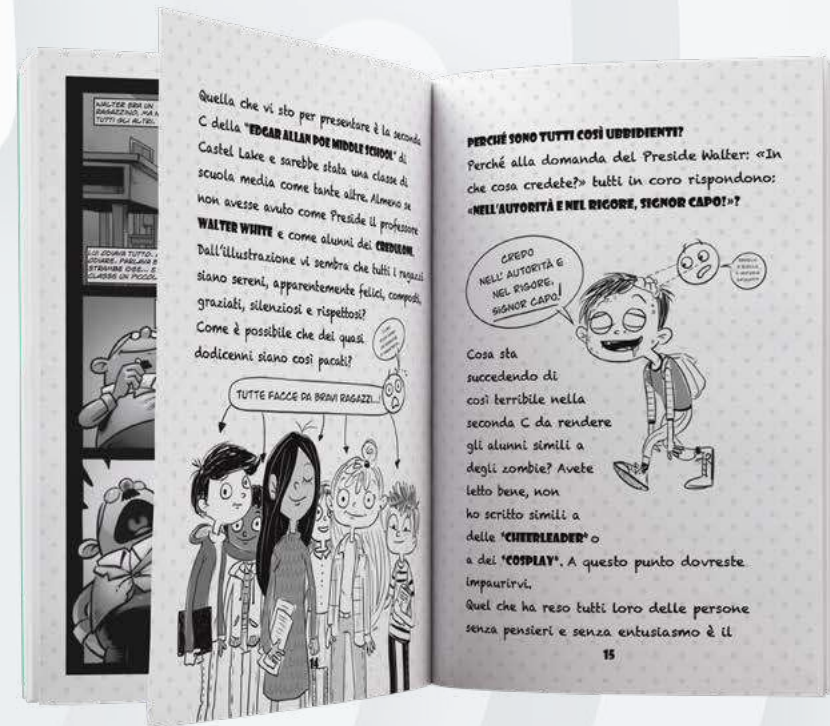 WALTER ERA UN
RAGAZZINO, MA N
TUTTI GLI ALTRI.
LUI ODIAVA TUTTO.
ODIARE. PARLAVA
STRAMBE
CLASSE UN PICCOL
Quella che vi sto per presentare è la seconda
C della "EDGAR ALLAN POE MIDDLE SCHOOL" di
Castel Lake e sarebbe stata una classe di
scuola media come tante altre. Almeno se
non avesse avuto come Preside il professore
WALTER WHITE e come alunni dei CREDULONI.
Dall'illustrazione vi sembra che tutti i ragazzi
siano sereni, apparentemente felici, composti,
graziati, silenziosi e rispettosi?
Come è possibile che dei quasi
dodicenni siano così pacati?
TUTTE FACCE DA BRAVI RAGAZZI...
14
PERCHÉ SONO TUTTI COSÌ UBBIDIENTI?
Perché alla domanda del Preside Walter: «In
che cosa credete?» tutti in coro rispondono:
«NELL'AUTORITÀ E NEL RIGORE, SIGNOR CAPO!»?
CREDO
NELL' AUTORITÀ E
NEL RIGORE,
SIGNOR CAPO!
Cosa sta
succedendo di
così terribile nella
seconda C da rendere
gli alunni simili a
degli zombie? Avete
letto bene, non
ho scritto simili a
delle "CHEERLEADER" o
a dei "COSPLAY". A questo punto dovreste
impaurirvi.
Quel che ha reso tutti loro delle persone
senza pensieri e senza entusiasmo è il
15